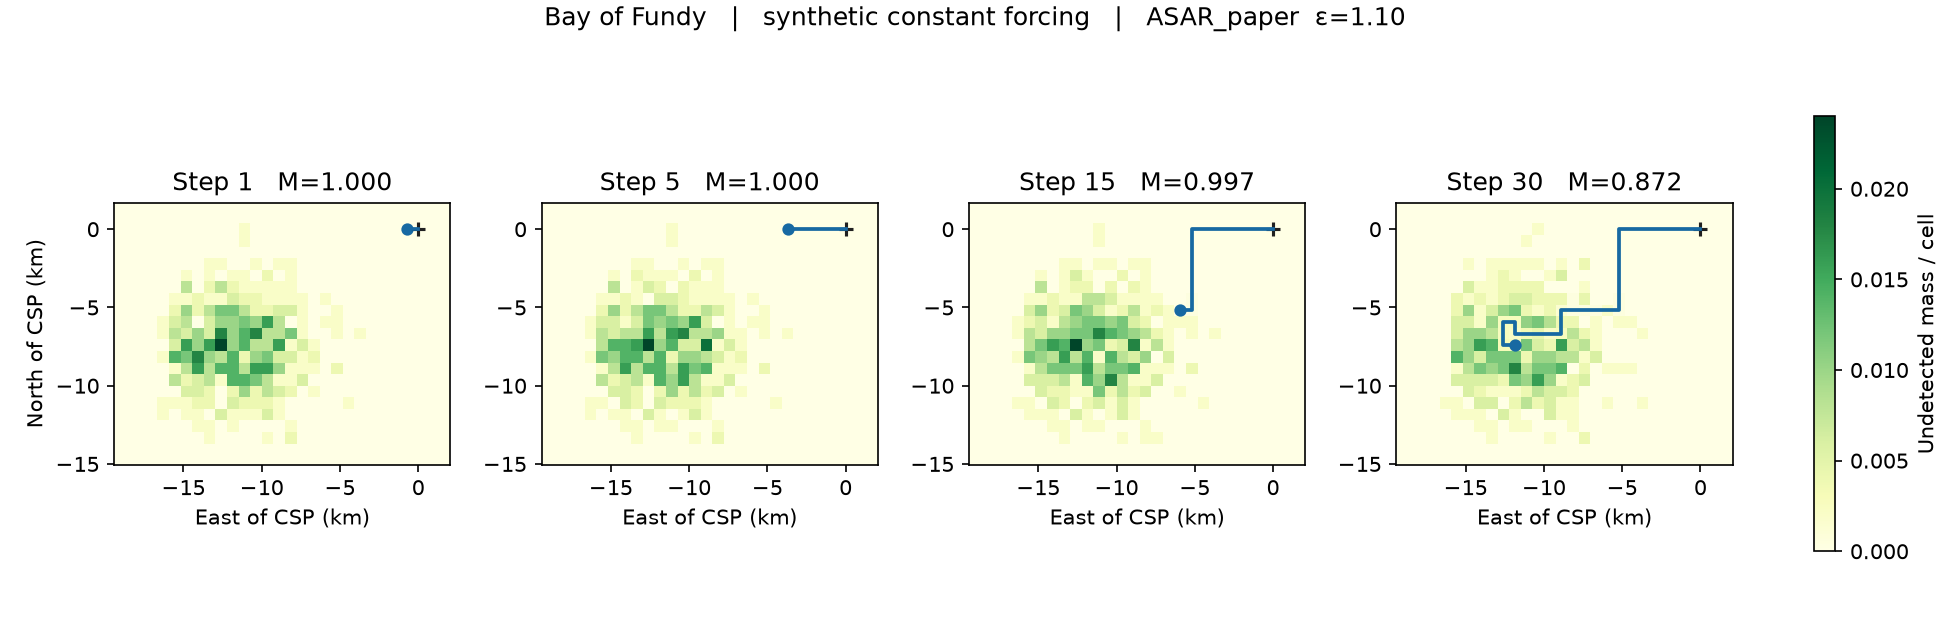 Bay of Fundy | synthetic constant forcing | ASAR_paper ε=1.10
Step 1 M=1.000
Step 5 M=1.000
Step 15 M=0.997
Step 30 M=0.872
North of CSP (km)
0
−5
−10
−15
−15 −10 −5 0
East of CSP (km)
0
−5
−10
−15
−15 −10 −5 0
East of CSP (km)
0
−5
−10
−15
−15 −10 −5 0
East of CSP (km)
0
−5
−10
−15
−15 −10 −5 0
East of CSP (km)
0.020
0.015
0.010
0.005
0.000
Undetected mass / cell